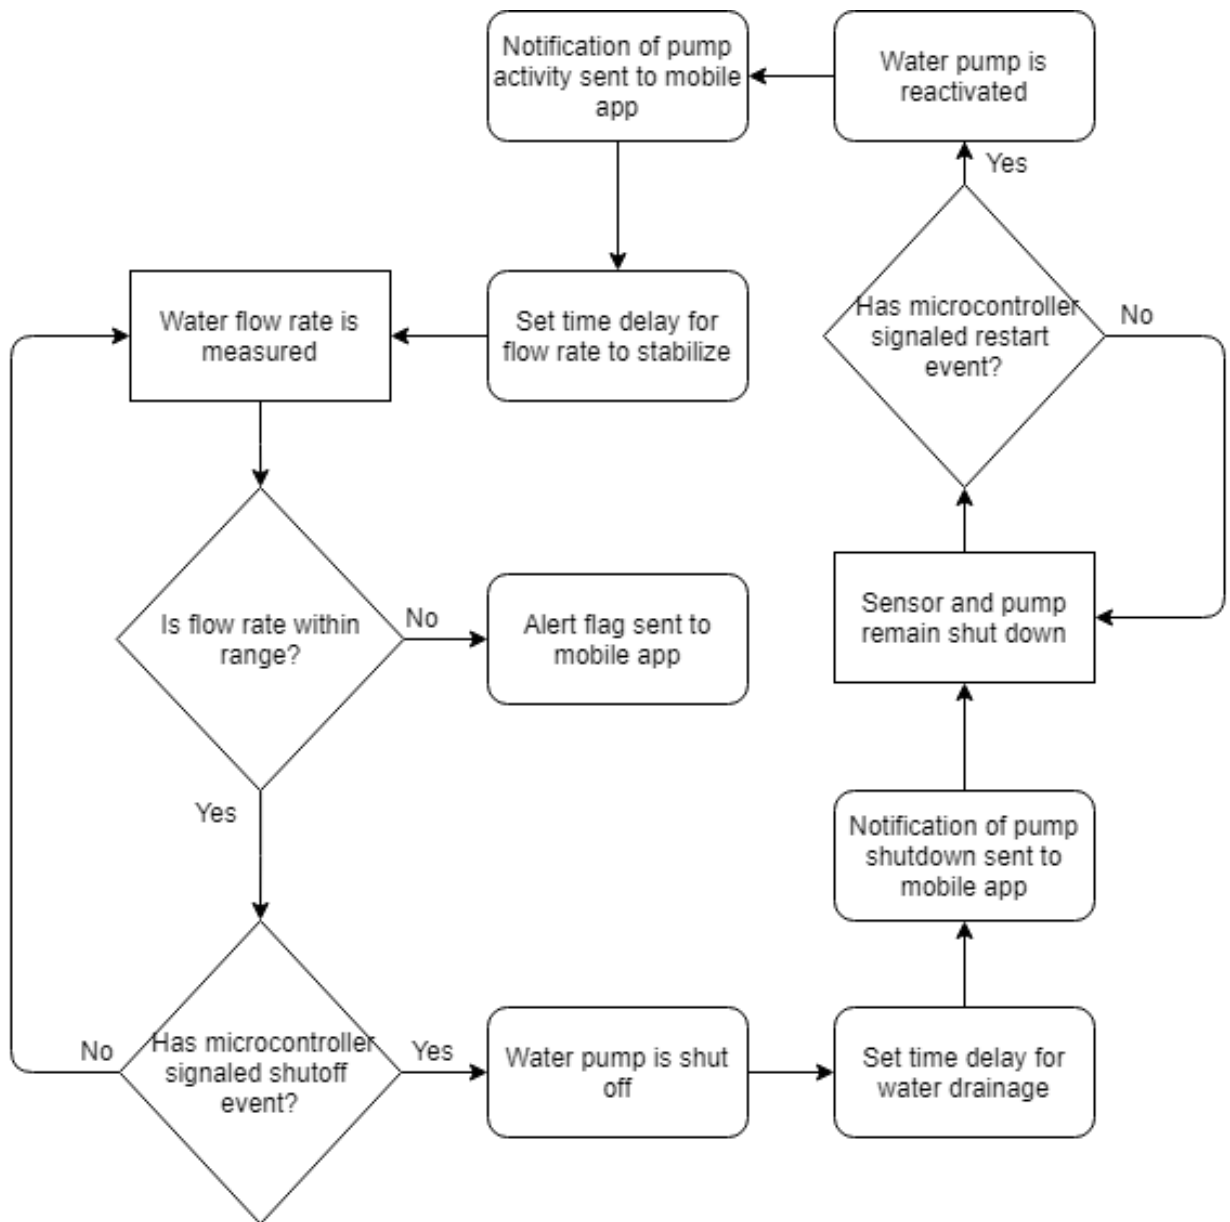 Notification of pump
activity sent to mobile
app
Water pump is
reactivated
Yes
Water flow rate is
measured
Set time delay for
flow rate to stabilize
Has microcontroller
signaled restart
event?
No
Is flow rate within
range?
No
Alert flag sent to
mobile app
Sensor and pump
remain shut down
Yes
Notification of pump
shutdown sent to
mobile app
No
Has microcontroller
signaled shutoff
event?
Yes
Water pump is shut
off
Set time delay for
water drainage